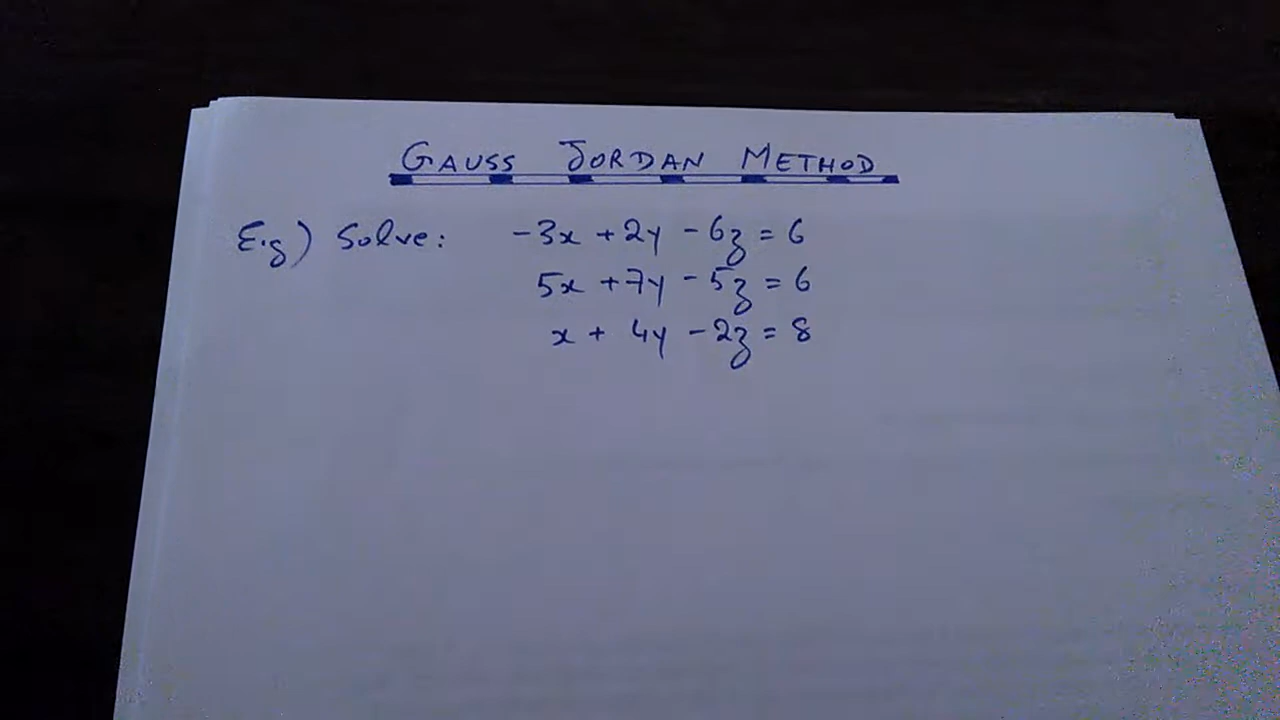 GAUSS JORDAN METHOD
E.g) Solve: -3x + 2y - 6z = 6
5x + 7y - 5z = 6
x + 4y - 2z = 8